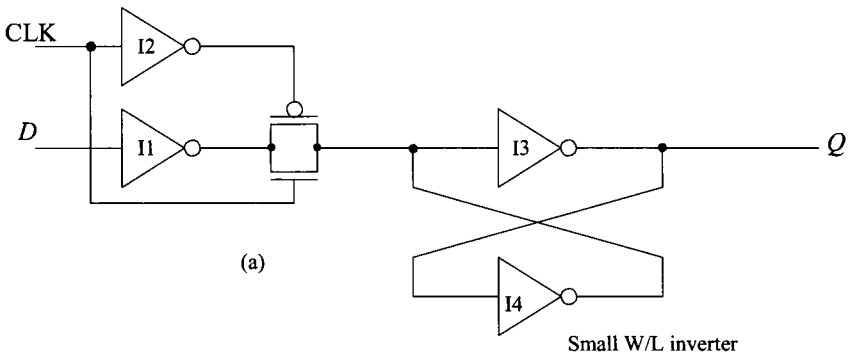 CLK
I2
D
I1
I3
Q
(a)
I4
Small W/L inverter